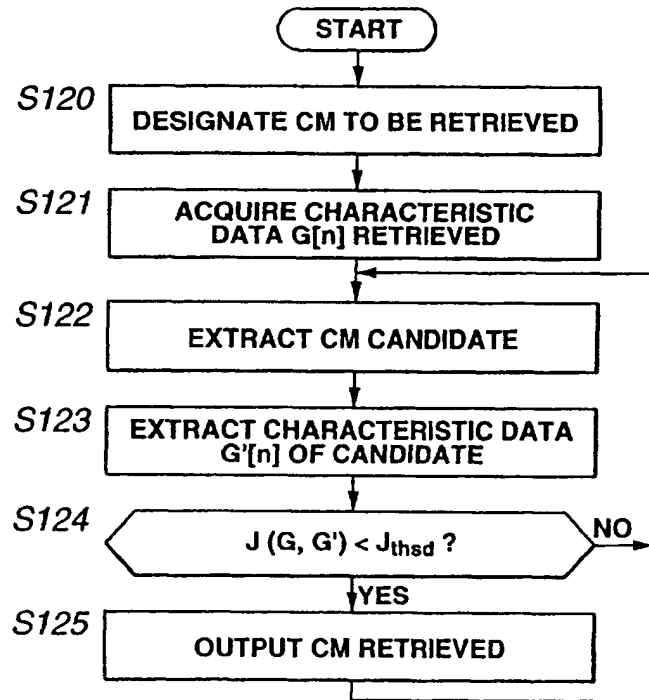 START
S120
DESIGNATE CM TO BE RETRIEVED
S121
ACQUIRE CHARACTERISTIC
DATA G[n] RETRIEVED
S122
EXTRACT CM CANDIDATE
S123
EXTRACT CHARACTERISTIC DATA
G'[n] OF CANDIDATE
S124
J (G, G') < Jthsd ?
NO
YES
S125
OUTPUT CM RETRIEVED